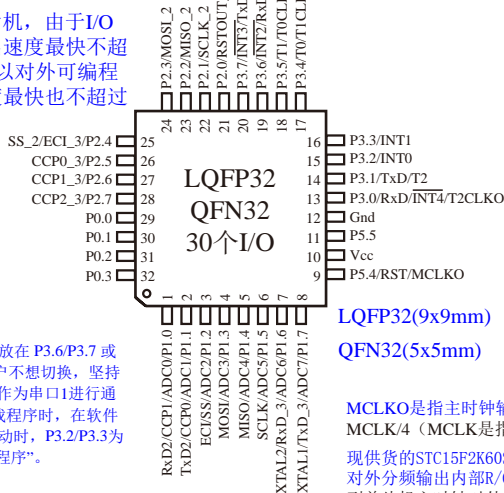 机，由于I/O
速度最快不超
以对外可编程
度最快也不超过
P2.3/MOSI_2
P2.2/MISO_2
P2.1/SCLK_2
P2.0/RSTOUT_
P3.7/INT3/TxD
P3.6/INT2/RxD
P3.5/T1/T0CL
P3.4/T0/T1CL
24
23
22
21
20
19
18
17
SS_2/ECI_3/P2.4 25
CCP0_3/P2.5 26
CCP1_3/P2.6 27
CCP2_3/P2.7 28
P0.0 29
P0.1 30
P0.2 31
P0.3 32
LQFP32
QFN32
30个I/O
16 P3.3/INT1
15 P3.2/INT0
14 P3.1/TxD/T2
13 P3.0/RxD/INT4/T2CLKO
12 Gnd
11 P5.5
10 Vcc
9 P5.4/RST/MCLKO
1
2
3
4
5
6
7
8
RxD2/CCP1/ADC0/P1.0
TxD2/CCP0/ADC1/P1.1
ECI/SS/ADC2/P1.2
MOSI/ADC3/P1.3
MISO/ADC4/P1.4
SCLK/ADC5/P1.5
XTAL2/RxD_3/ADC6/P1.6
XTAL1/TxD_3/ADC7/P1.7
LQFP32(9x9mm)
QFN32(5x5mm)
放在 P3.6/P3.7 或
户不想切换，坚持
作为串口1进行通
载程序时，在软件
动时，P3.2/P3.3为
程序”。
MCLKO是指主时钟输
MCLK/4（MCLK是指
现供货的STC15F2K60S
对外分频输出内部R/